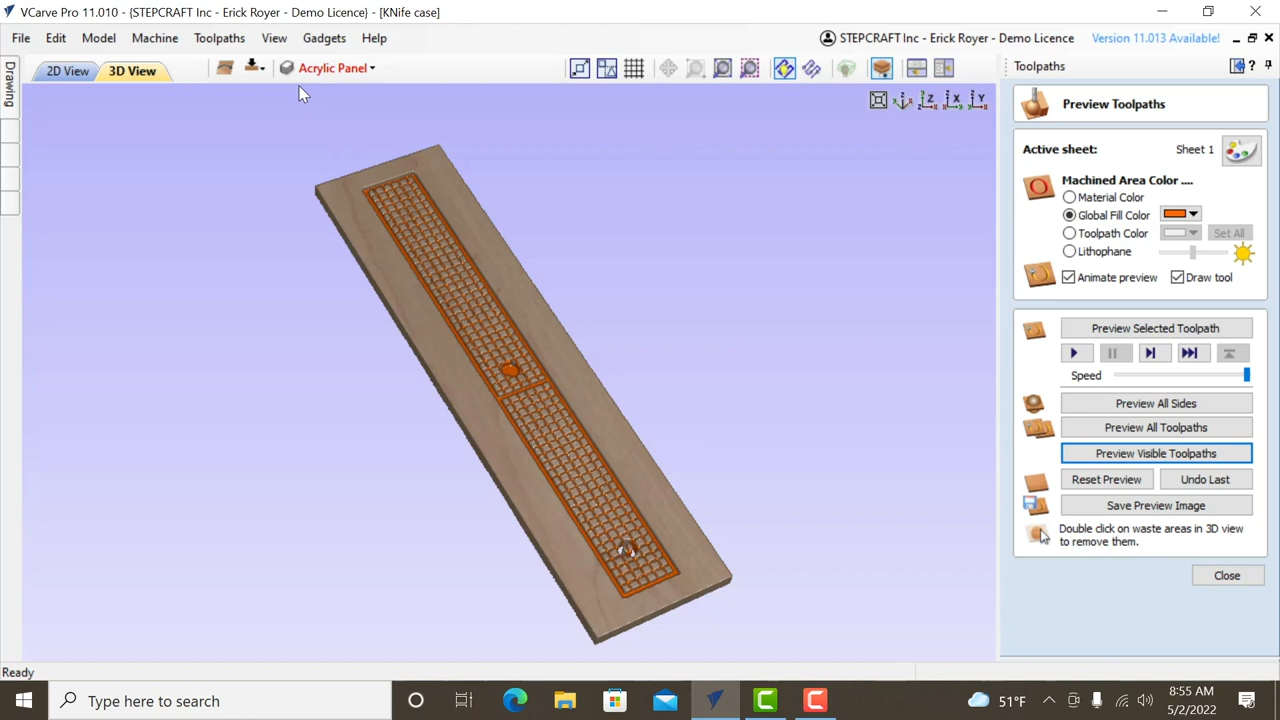 VCarve Pro 11.010 - {STEPCRAFT Inc - Erick Royer - Demo Licence} - [KNife case]
File Edit Model Machine Toolpaths View Gadgets Help
STEPCRAFT Inc - Erick Royer - Demo Licence
Version 11.013 Available!
Drawing
2D View
3D View
Acrylic Panel
Toolpaths
Preview Toolpaths
Active sheet: Sheet 1
Machined Area Color ....
Material Color
Global Fill Color
Toolpath Color
Set All
Lithophane
Animate preview
Draw tool
Preview Selected Toolpath
Speed
Preview All Sides
Preview All Toolpaths
Preview Visible Toolpaths
Reset Preview
Undo Last
Save Preview Image
Double click on waste areas in 3D view
to remove them.
Close
Ready
Type here to search
51°F
8:55 AM
5/2/2022